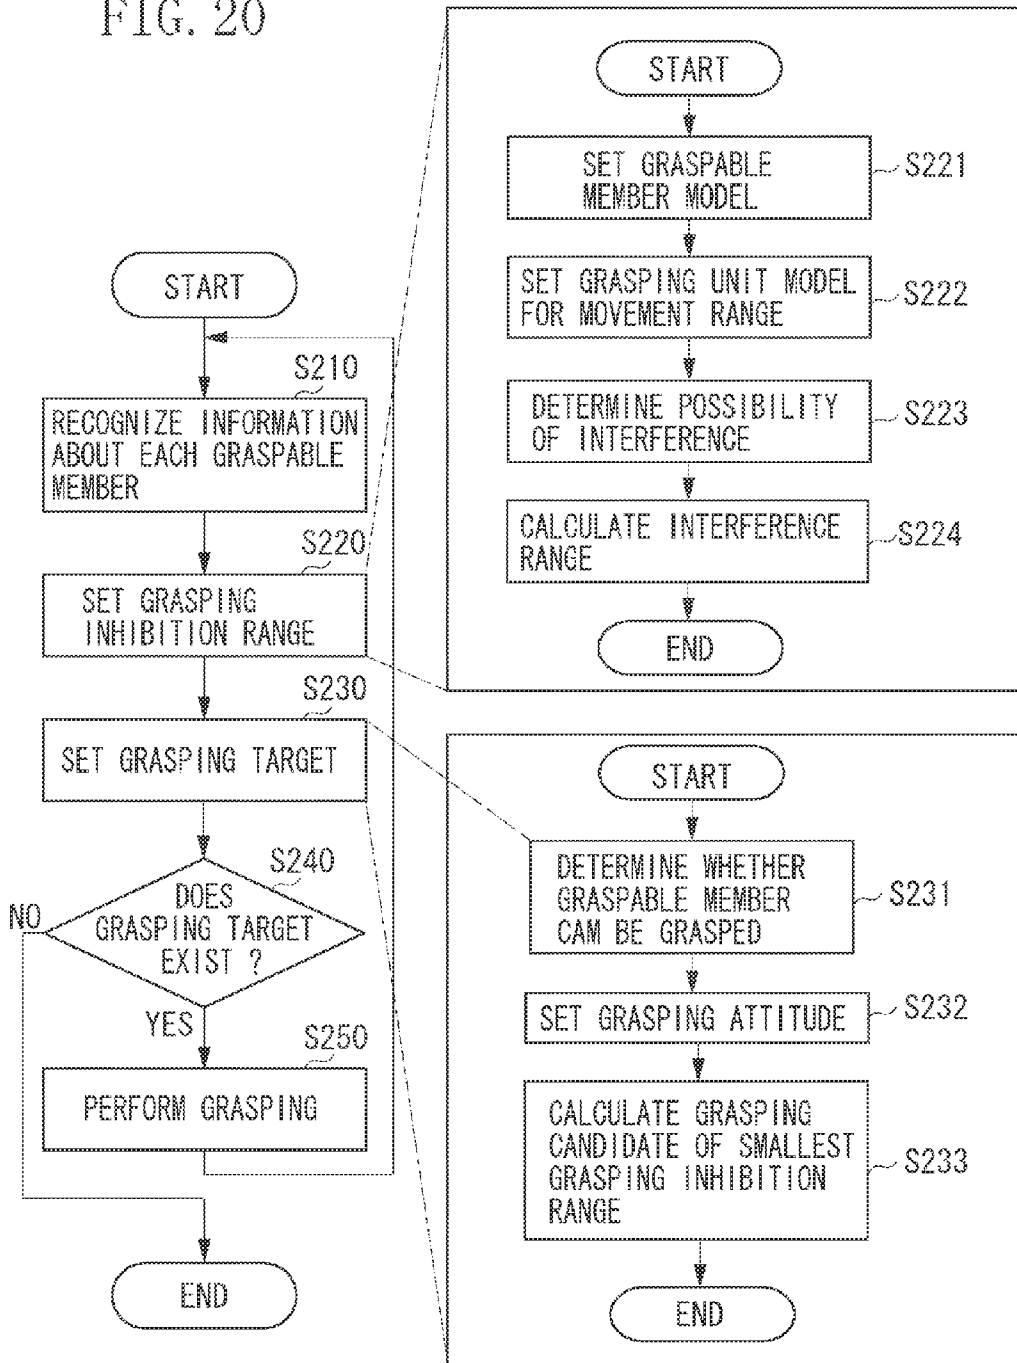 FIG. 20
START
S210
RECOGNIZE INFORMATION
ABOUT EACH GRASPABLE
MEMBER
S220
SET GRASPING
INHIBITION RANGE
S230
SET GRASPING TARGET
S240
DOES
GRASPING TARGET
EXIST ?
NO
YES
S250
PERFORM GRASPING
END
START
SET GRASPABLE
MEMBER MODEL
S221
SET GRASPING UNIT MODEL
FOR MOVEMENT RANGE
S222
DETERMINE POSSIBILITY
OF INTERFERENCE
S223
CALCULATE INTERFERENCE
RANGE
S224
END
START
DETERMINE WHETHER
GRASPABLE MEMBER
CAM BE GRASPED
S231
SET GRASPING ATTITUDE
S232
CALCULATE GRASPING
CANDIDATE OF SMALLEST
GRASPING INHIBITION
RANGE
S233
END